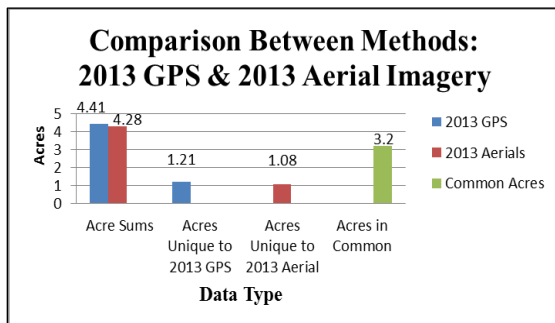 Comparison Between Methods:
2013 GPS & 2013 Aerial Imagery
Acres
5
4
3
2
1
0
4.41
4.28
1.21
1.08
3.2
Acre Sums
Acres
Unique to
2013 GPS
Acres
Unique to
2013 Aerial
Acres in
Common
Data Type
2013 GPS
2013 Aerials
Common Acres